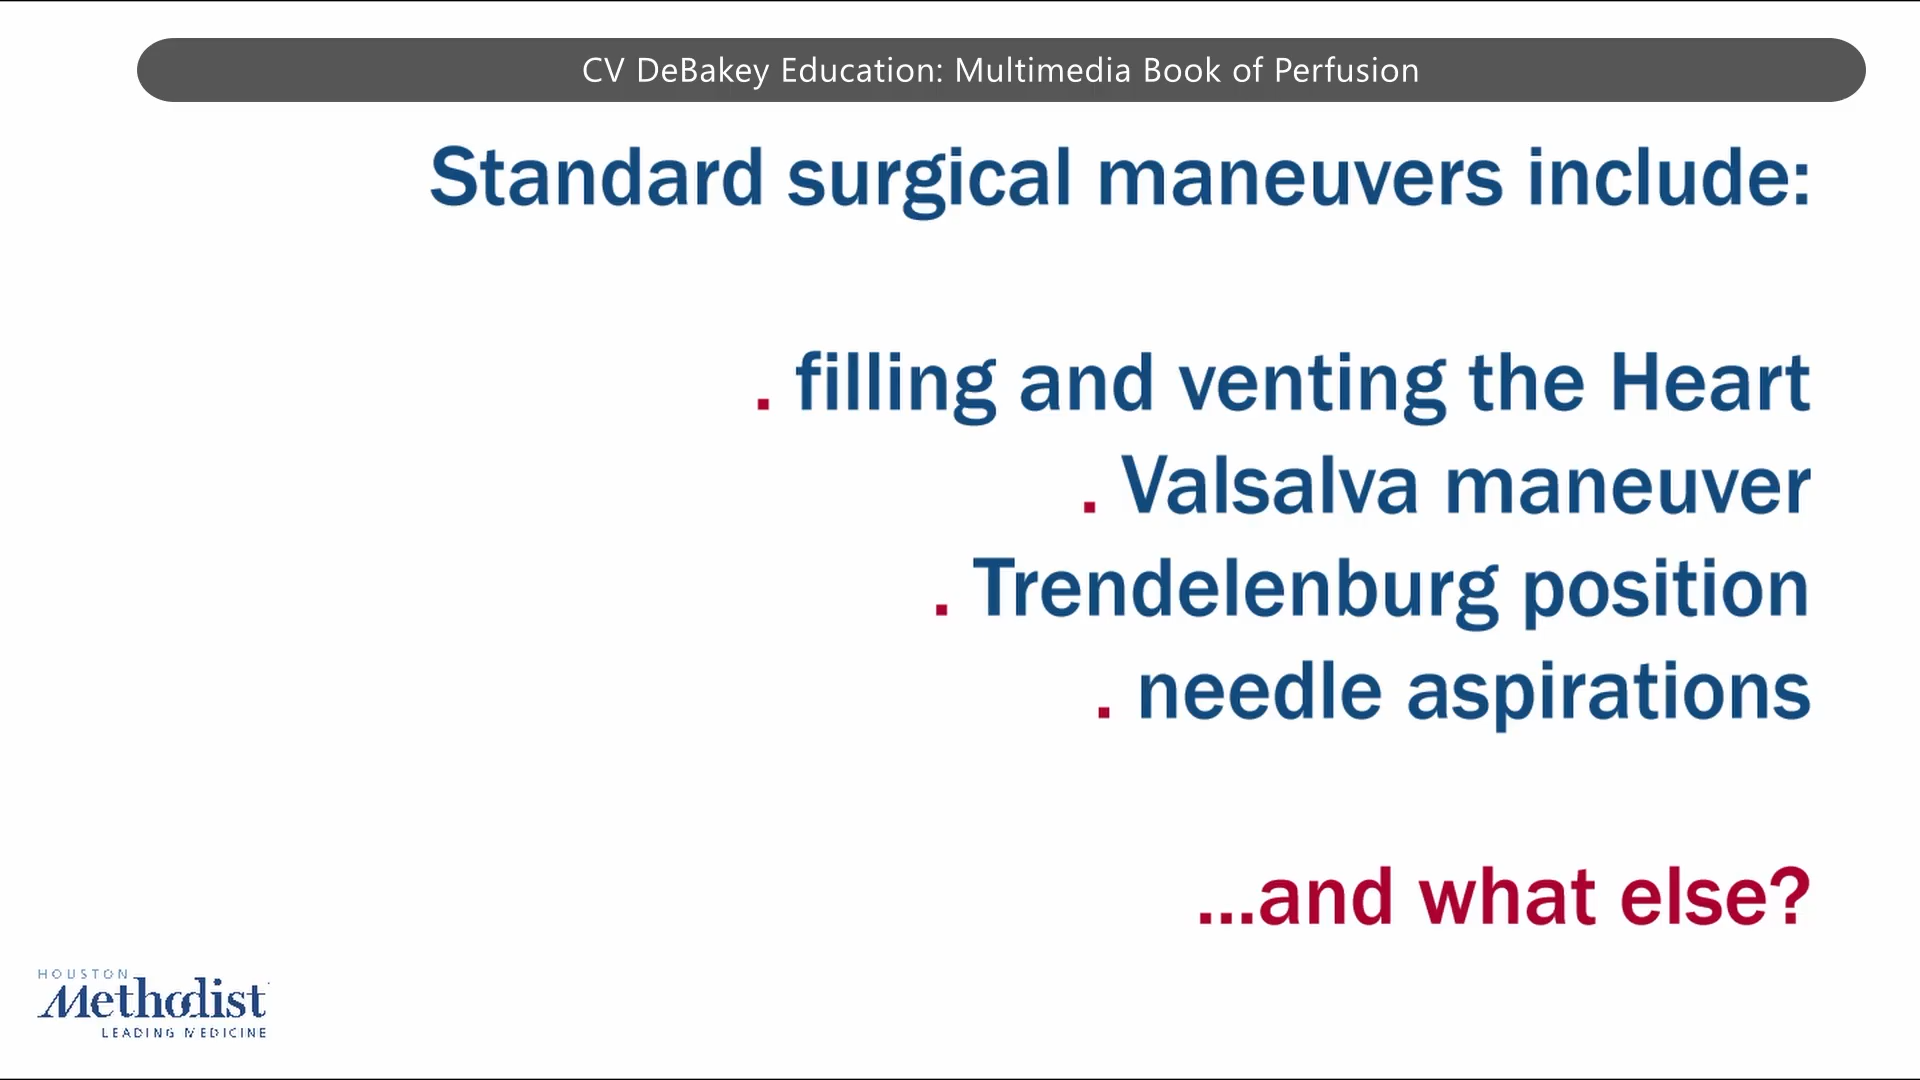 CV DeBakey Education: Multimedia Book of Perfusion
Standard surgical maneuvers include:
. filling and venting the Heart
. Valsalva maneuver
. Trendelenburg position
. needle aspirations
...and what else?
HOUSTON
Methodist
LEADING MEDICINE